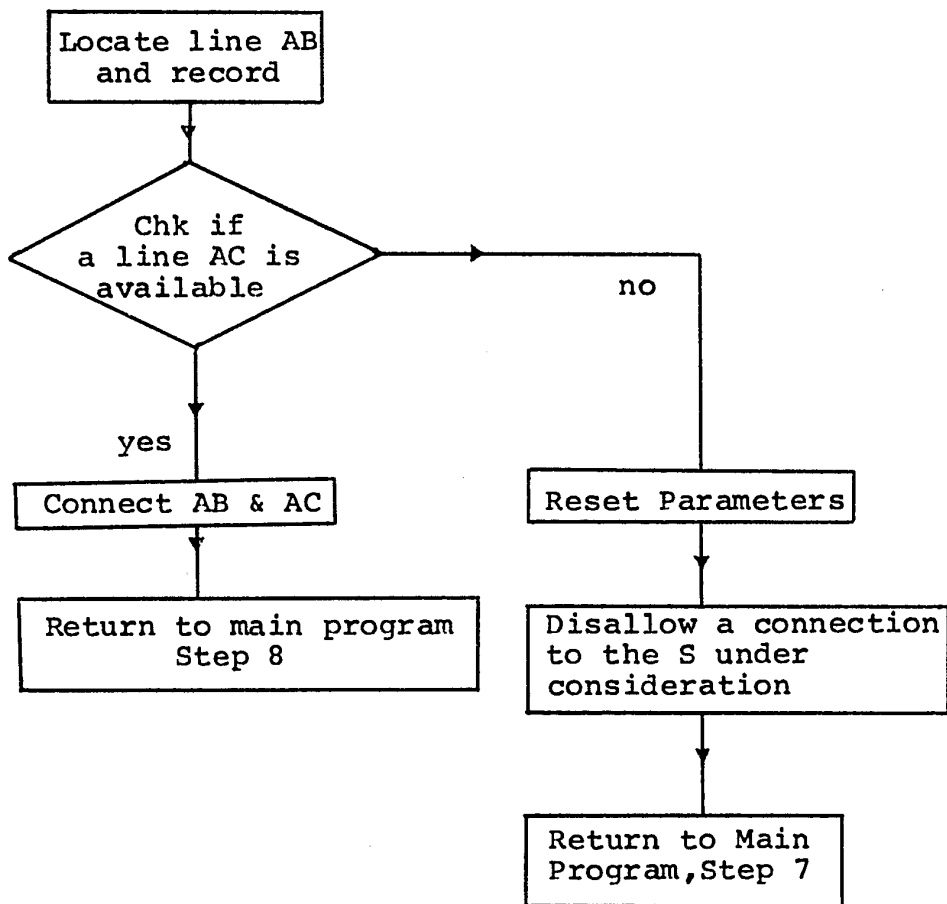 Locate line AB
and record
Chk if
a line AC is
available
no
yes
Connect AB & AC
Reset Parameters
Return to main program
Step 8
Disallow a connection
to the S under
consideration
Return to Main
Program,Step 7